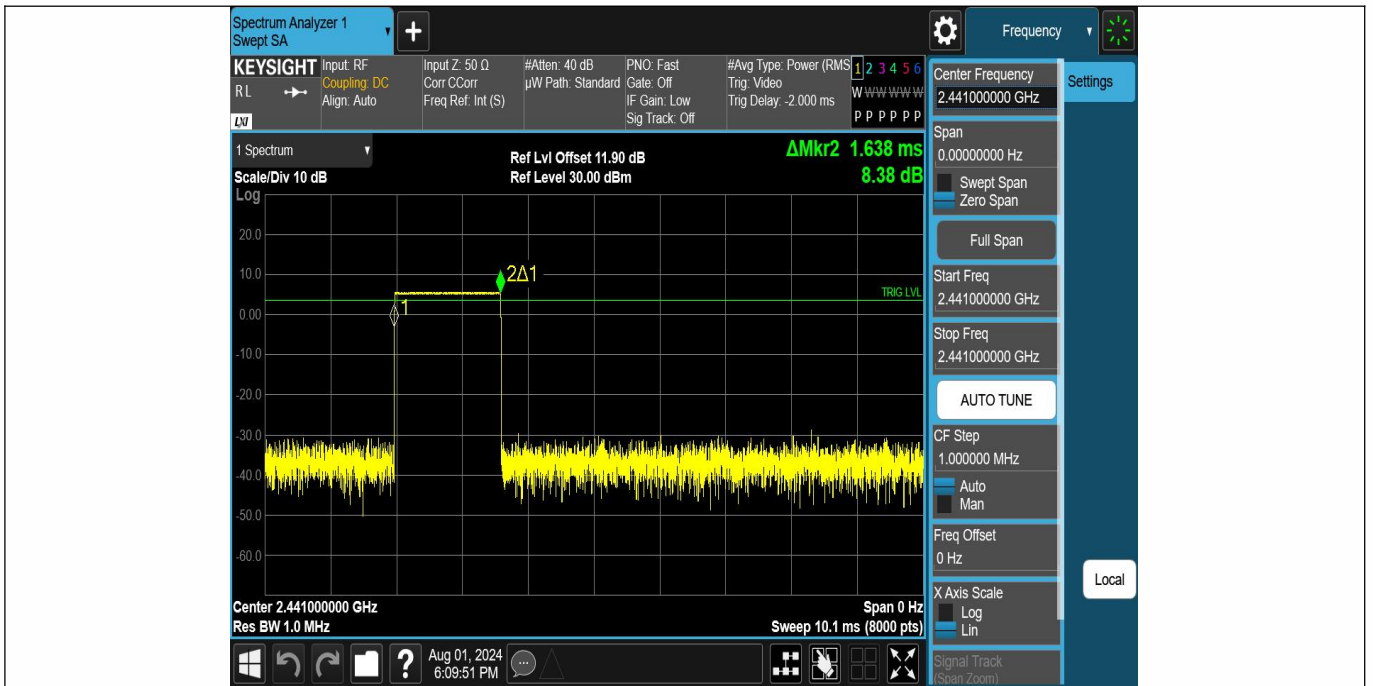 Spectrum Analyzer 1
Swept SA
Frequency
KEYSIGHT
RL
LXI
Input: RF
Coupling: DC
Align: Auto
Input Z: 50 Ω
Corr CCorr
Freq Ref: Int (S)
#Atten: 40 dB
µW Path: Standard
PNO: Fast
Gate: Off
IF Gain: Low
Sig Track: Off
#Avg Type: Power (RMS
Trig: Video
Trig Delay: -2.000 ms
1 2 3 4 5 6
W W W W W W
P P P P P P
1 Spectrum
Scale/Div 10 dB
Ref Lvl Offset 11.90 dB
Ref Level 30.00 dBm
ΔMkr2 1.638 ms
8.38 dB
Log
20.0
10.0
0.00
-10.0
-20.0
-30.0
-40.0
-50.0
-60.0
2Δ1
1
TRIG LVL
Center 2.441000000 GHz
Res BW 1.0 MHz
Span 0 Hz
Sweep 10.1 ms (8000 pts)
Center Frequency
2.441000000 GHz
Settings
Span
0.00000000 Hz
Swept Span
Zero Span
Full Span
Start Freq
2.441000000 GHz
Stop Freq
2.441000000 GHz
AUTO TUNE
CF Step
1.000000 MHz
Auto
Man
Freq Offset
0 Hz
X Axis Scale
Log
Lin
Signal Track
(Span Zoom)
Local
?
Aug 01, 2024
6:09:51 PM